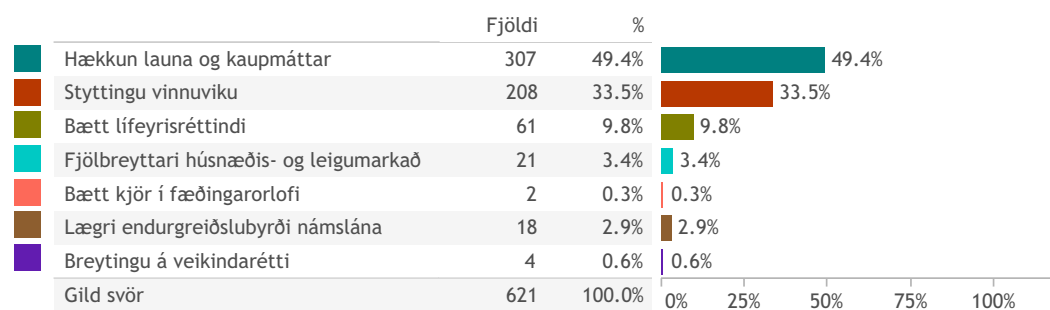 Fjöldi %
Hækkun launa og kaupmáttar 307 49.4% 49.4%
Styttingu vinnuviku 208 33.5% 33.5%
Bætt lífeyrisréttindi 61 9.8% 9.8%
Fjölbreyttari húsnæðis- og leigumarkað 21 3.4% 3.4%
Bætt kjör í fæðingarorlofi 2 0.3% 0.3%
Lægri endurgreiðslubyrði námslána 18 2.9% 2.9%
Breytingu á veikindarétti 4 0.6% 0.6%
Gild svör 621 100.0% 0% 25% 50% 75% 100%